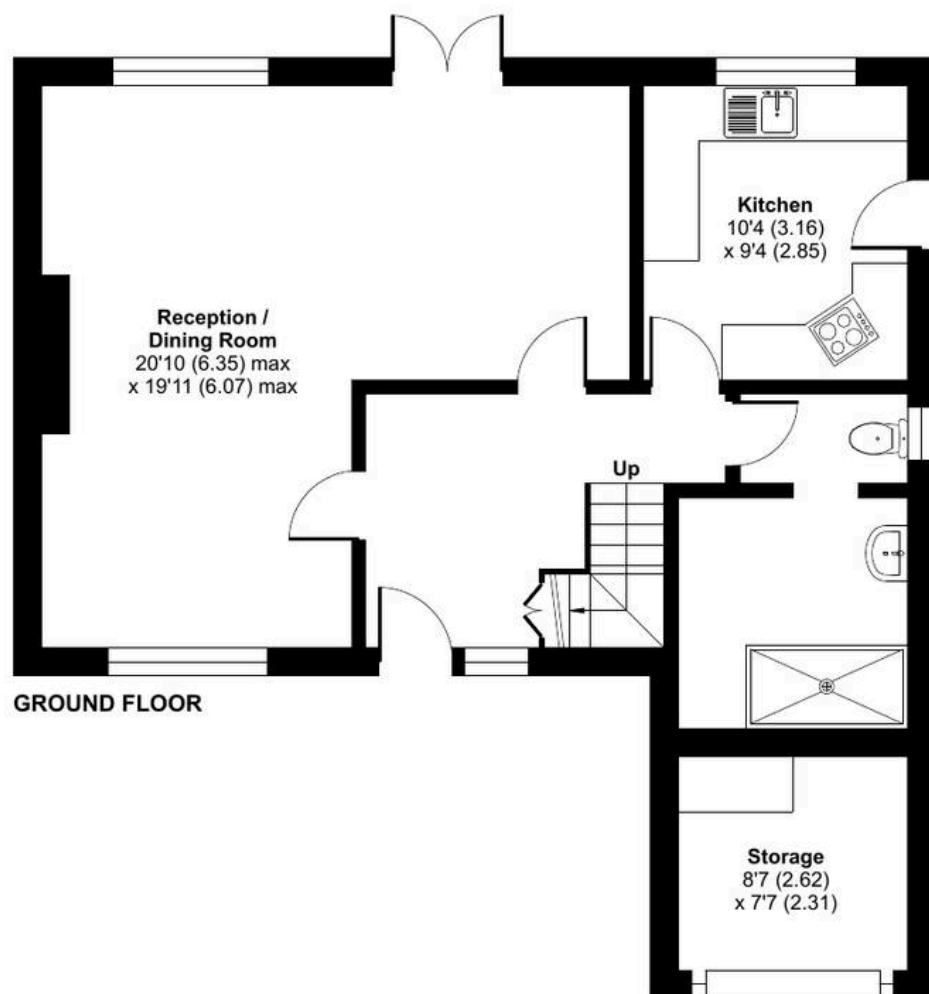 Kitchen
10'4 (3.16)
x 9'4 (2.85)
Reception /
Dining Room
20'10 (6.35) max
x 19'11 (6.07) max
Up
GROUND FLOOR
Storage
8'7 (2.62)
x 7'7 (2.31)